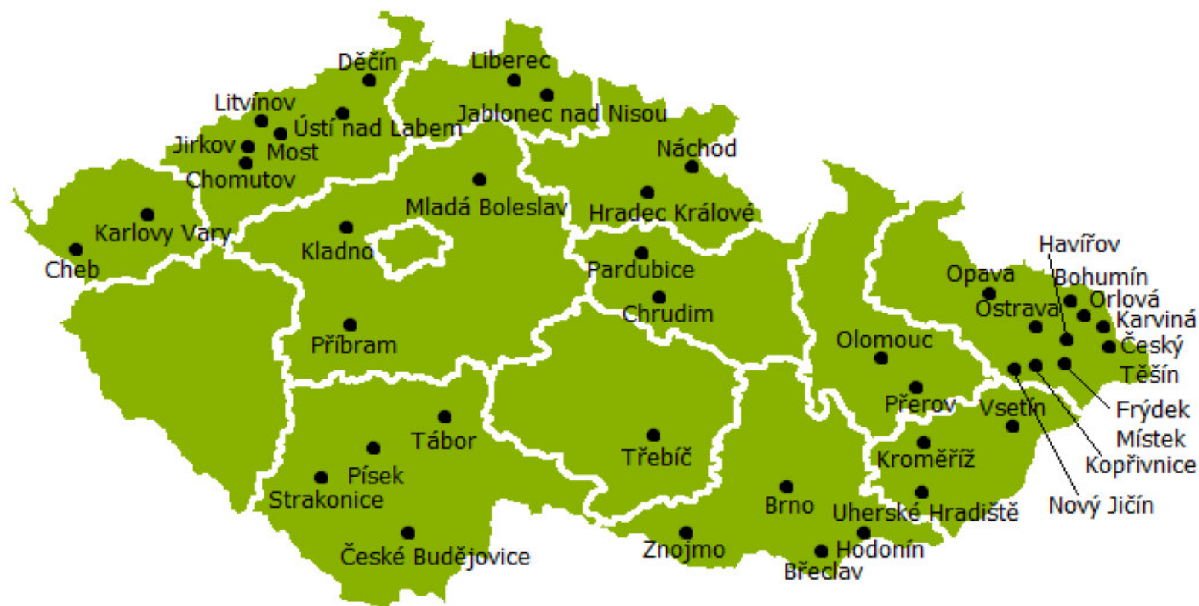 Děčín
Liberec
Litvínov
Jablonec nad Nisou
Ústí nad Labem
Jirkov
Most
Náchod
Chomutov
Mladá Boleslav
Hradec Králové
Karlovy Vary
Kladno
Havířov
Cheb
Pardubice
Opava
Bohumín
Orlová
Chrudim
Ostrava
Karviná
Příbram
Olomouc
Český
Těšín
Přerov
Vsetín
Frýdek
Místek
Tábor
Třebíč
Kroměříž
Kopřivnice
Písek
Strakonice
Brno
Uherské Hradiště
Nový Jičín
České Budějovice
Znojmo
Hodonín
Břeclav